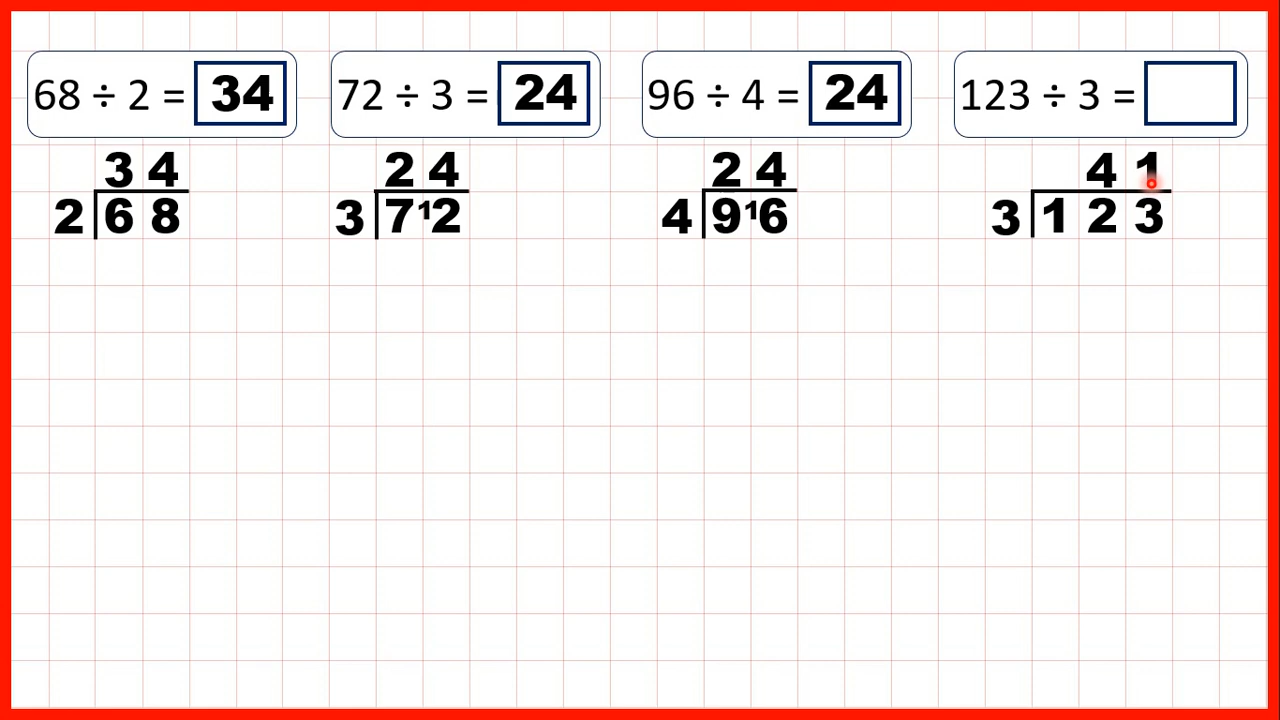 68 ÷ 2 = 34
72 ÷ 3 = 24
96 ÷ 4 = 24
123 ÷ 3 =
3 4
2 6 8
2 4
3 7 1 2
2 4
4 9 1 6
4 1
3 1 2 3